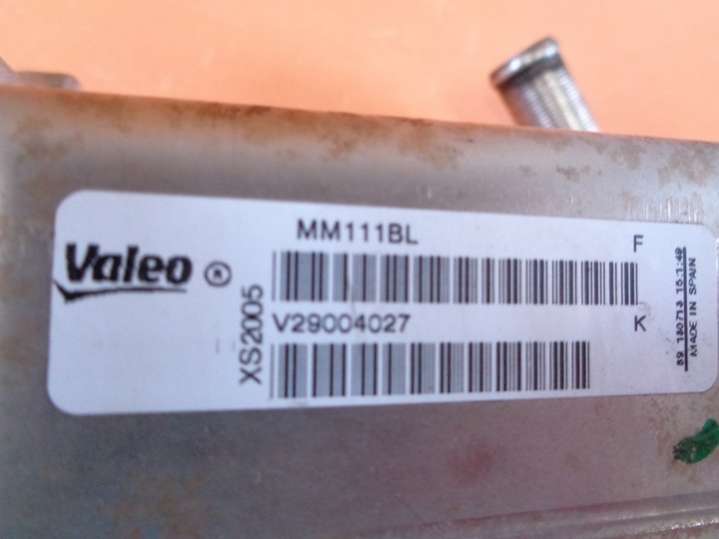 MM111BL
F
Valeo ®
XS2005
V29004027
K
MADE IN SPAIN